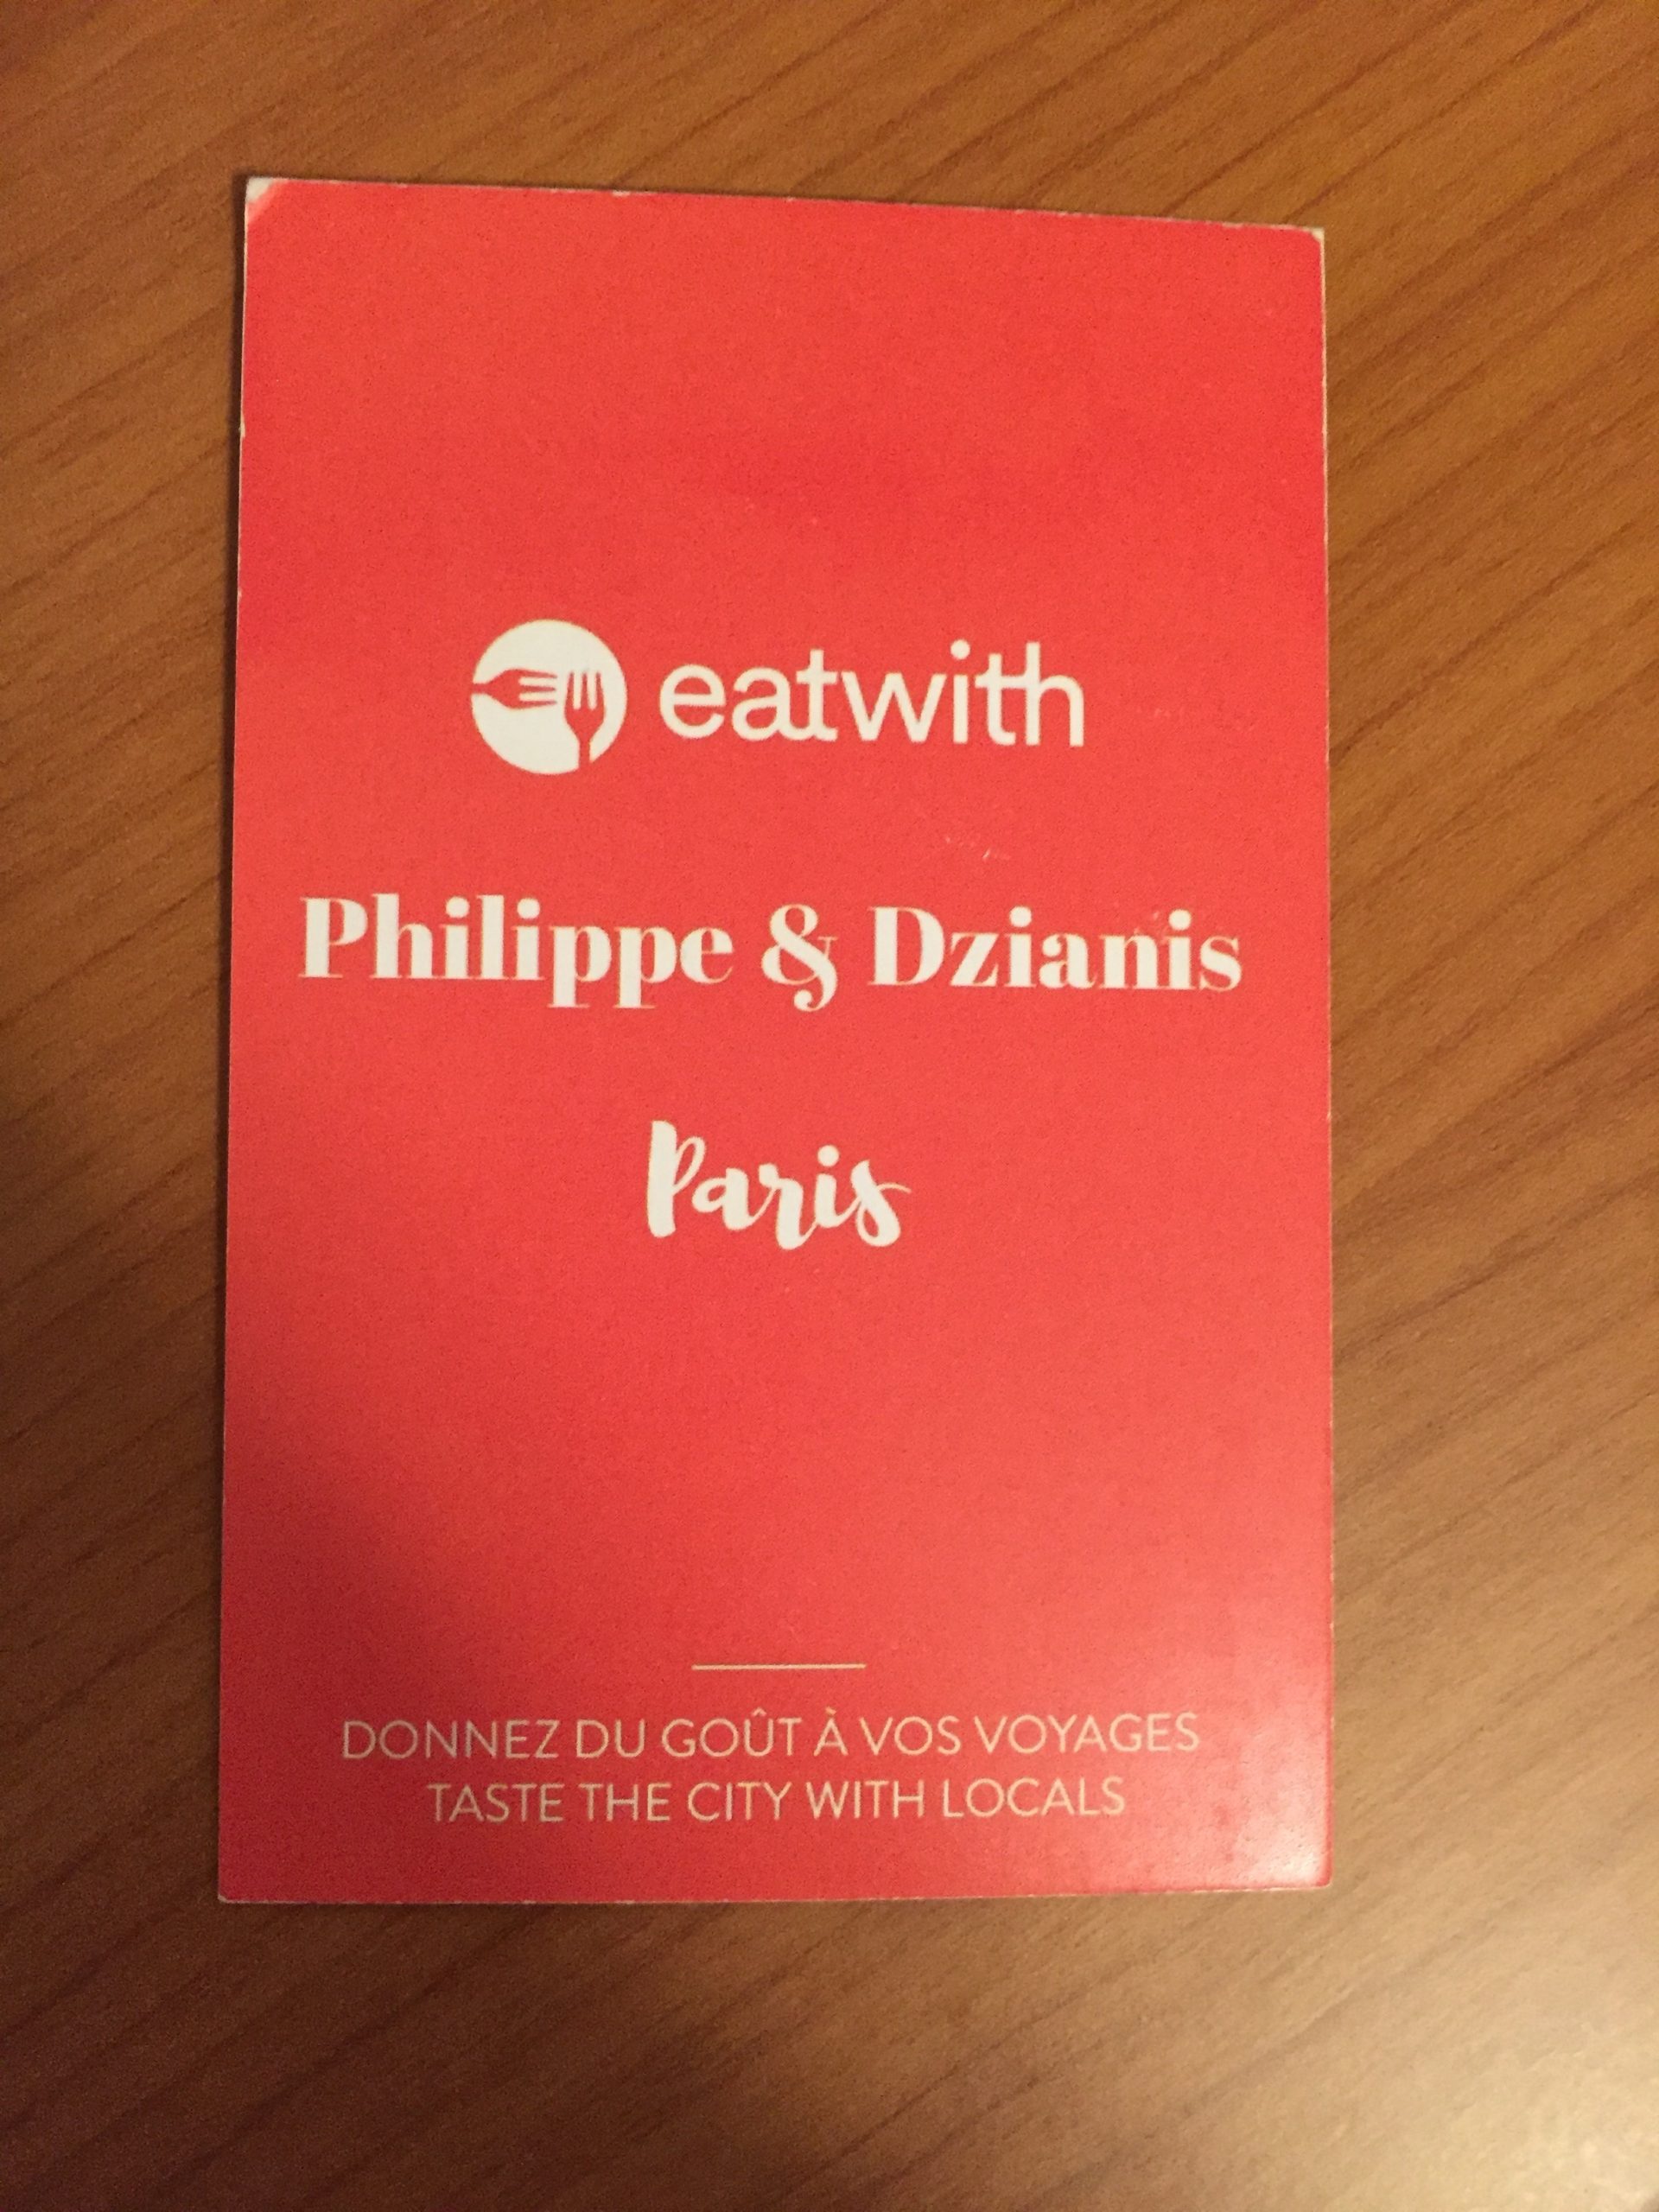 eatwith
Philippe & Dzianis
Paris
DONNEZ DU GOÛT À VOS VOYAGES
TASTE THE CITY WITH LOCALS